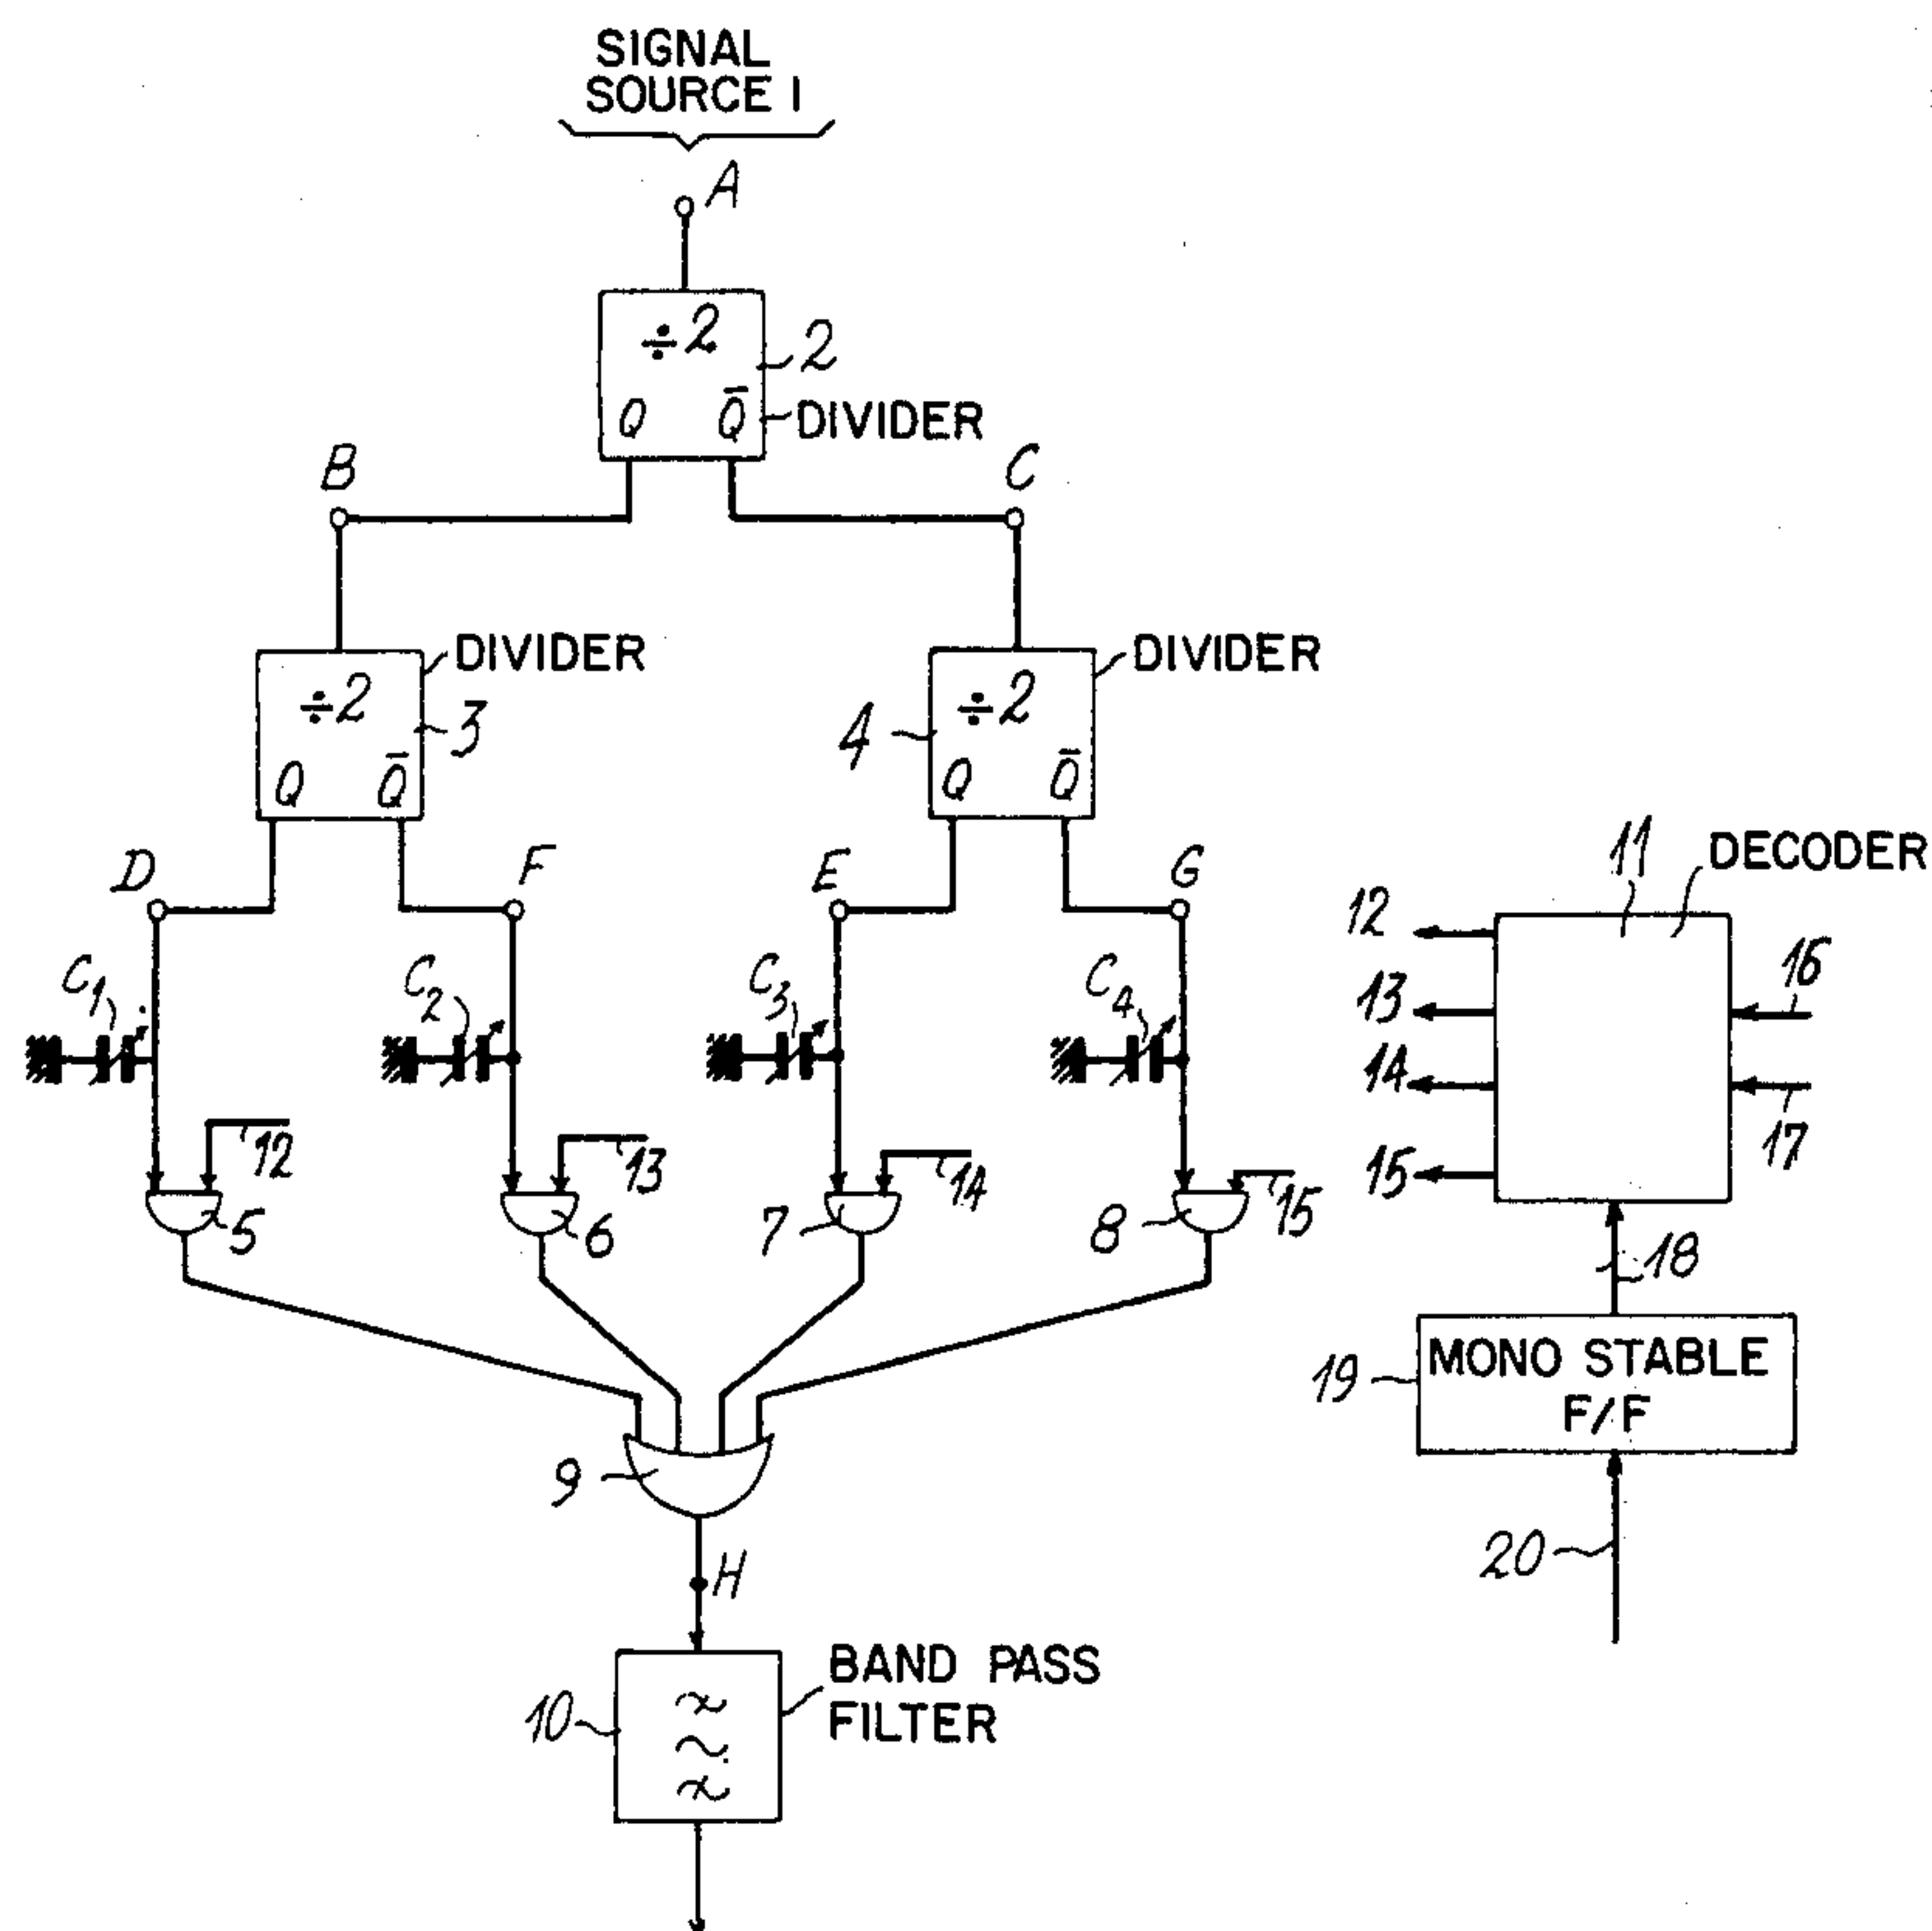 SIGNAL
SOURCE 1
A
÷2
2
Q Q̄
DIVIDER
B
C
DIVIDER
÷2
3
Q Q̄
DIVIDER
÷2
4
Q Q̄
D
F
E
G
11
DECODER
C1
C2
C3
C4
12
13
14
15
16
17
12
13
14
15
5
6
7
8
18
MONO STABLE
F/F
19
9
20
H
BAND PASS
FILTER
10